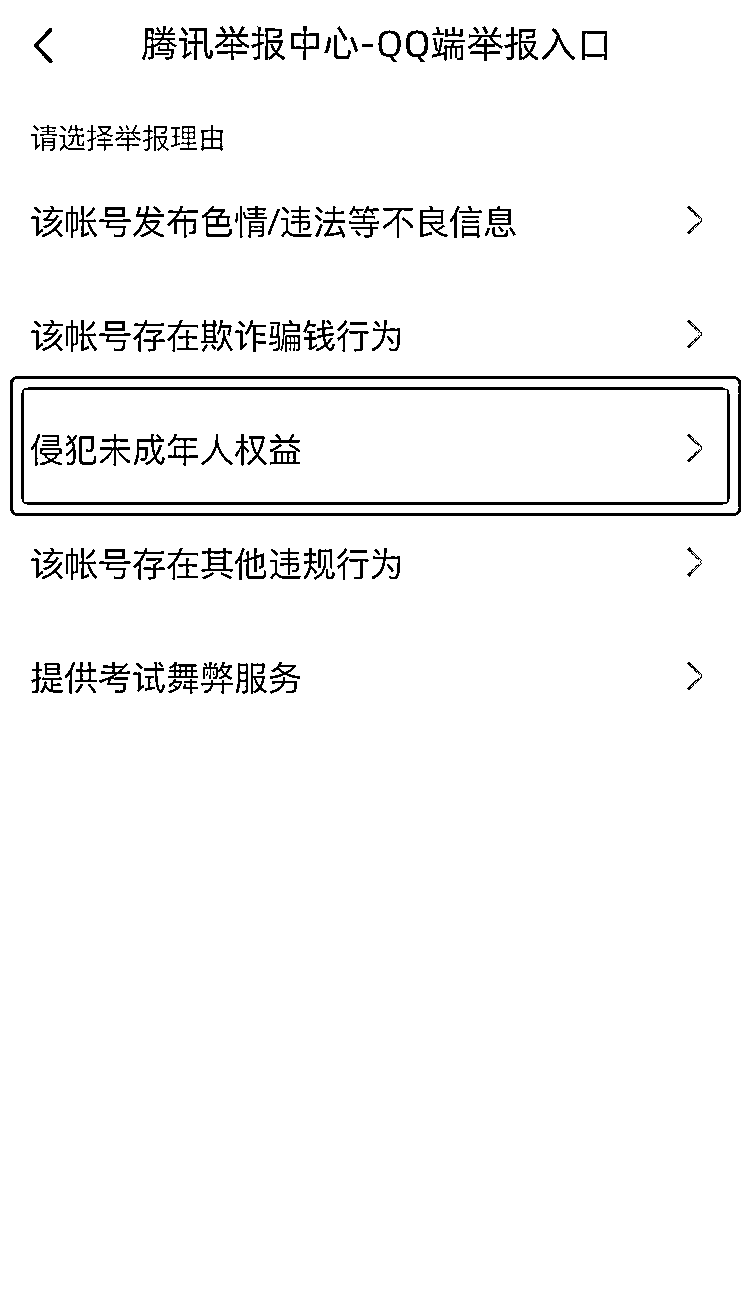 腾讯举报中心-QQ端举报入口
请选择举报理由
该帐号发布色情/违法等不良信息
该帐号存在欺诈骗钱行为
侵犯未成年人权益
该帐号存在其他违规行为
提供考试舞弊服务